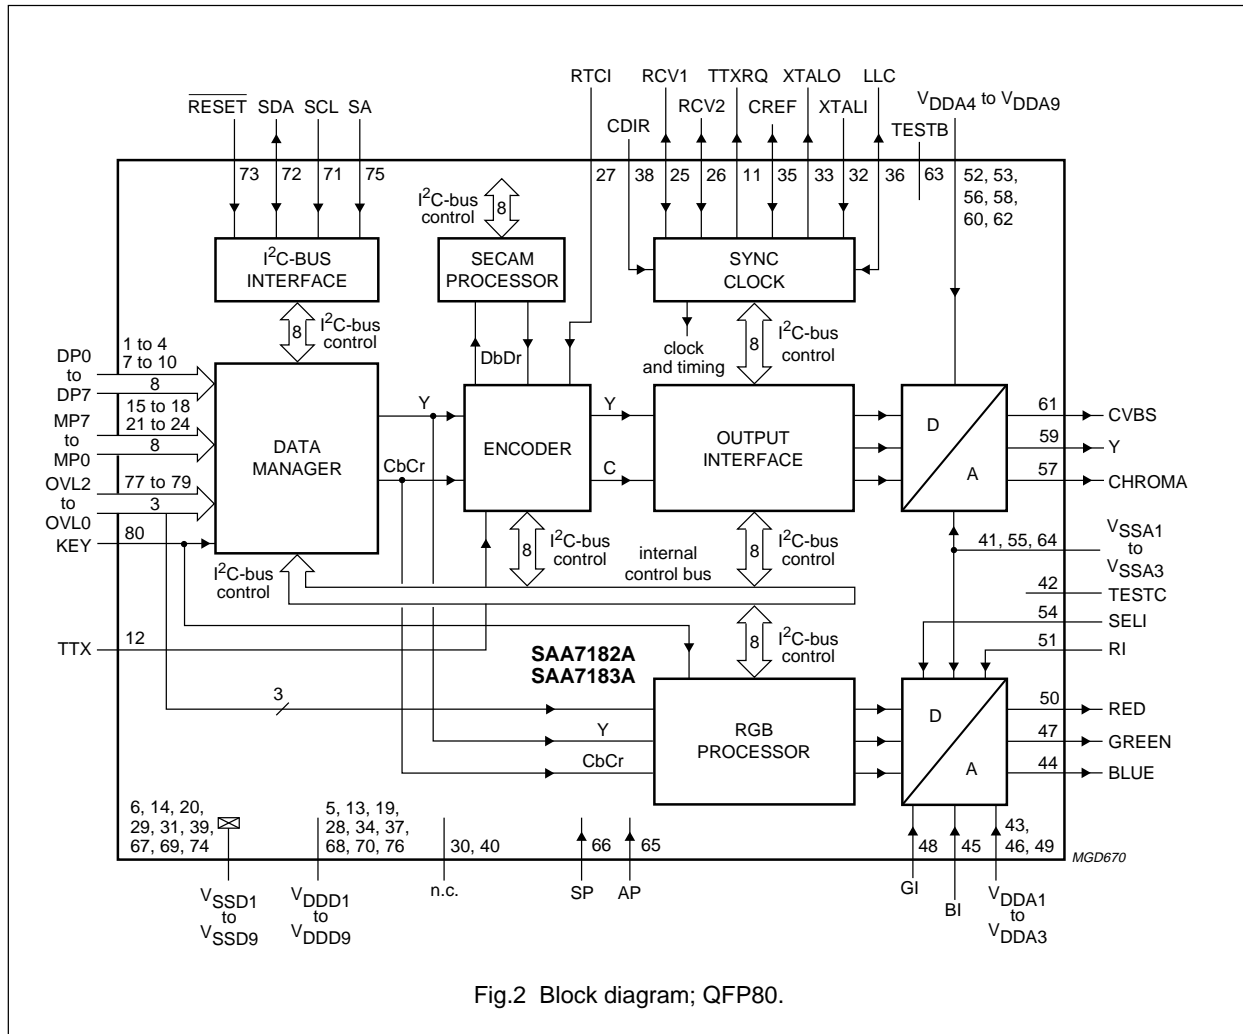 RTCI RCV1 TTXRQ XTALO LLC
RESET SDA SCL SA
CDIR RCV2 CREF XTALI
VDDA4 to VDDA9
TESTB
73 72 71 75
27 38 25 26 11 35 33 32 36 63
52, 53,
56, 58,
60, 62
I2C-bus
control
8
I2C-BUS
INTERFACE
SECAM
PROCESSOR
SYNC
CLOCK
8
I2C-bus
control
DbDr
clock
and timing
8
I2C-bus
control
DP0
to
DP7
1 to 4
7 to 10
8
MP7
to
MP0
15 to 18
21 to 24
8
OVL2
to
OVL0
77 to 79
3
KEY
80
DATA
MANAGER
Y
CbCr
ENCODER
Y
C
OUTPUT
INTERFACE
D
A
61 CVBS
59 Y
57 CHROMA
I2C-bus
control
8
I2C-bus
control
internal
control bus
8
I2C-bus
control
41, 55, 64
VSSA1
to
VSSA3
42
TESTC
54
SELI
51
RI
TTX
12
SAA7182A
SAA7183A
8
I2C-bus
control
3
Y
CbCr
RGB
PROCESSOR
D
A
50 RED
47 GREEN
44 BLUE
6, 14, 20,
29, 31, 39,
67, 69, 74
5, 13, 19,
28, 34, 37,
68, 70, 76
30, 40
66
65
48
45
43,
46, 49
MGD670
VSSD1
to
VSSD9
VDDD1
to
VDDD9
n.c.
SP
AP
GI
BI
VDDA1
to
VDDA3
Fig.2 Block diagram; QFP80.